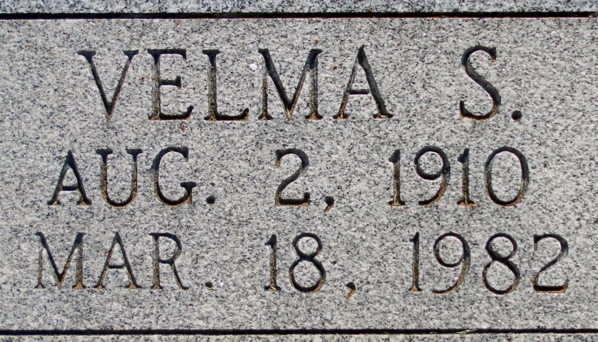 VELMA S.
AUG. 2, 1910
MAR. 18, 1982